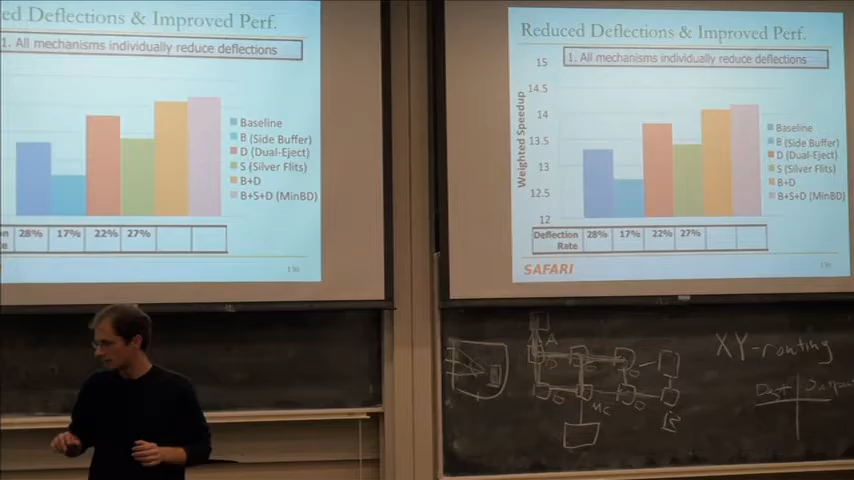 ed Deflections & Improved Perf.
1. All mechanisms individually reduce deflections
Baseline
B (Side Buffer)
D (Dual-Eject)
S (Silver Flits)
B+D
B+S+D (MinBD)
28% 17% 22% 27%
Reduced Deflections & Improved Perf.
1. All mechanisms individually reduce deflections
Weighted Speedup
15
14.5
14
13.5
13
12.5
12
Baseline
B (Side Buffer)
D (Dual-Eject)
S (Silver Flits)
B+D
B+S+D (MinBD)
Deflection
Rate
28% 17% 22% 27%
SAFARI
XY-routing
A